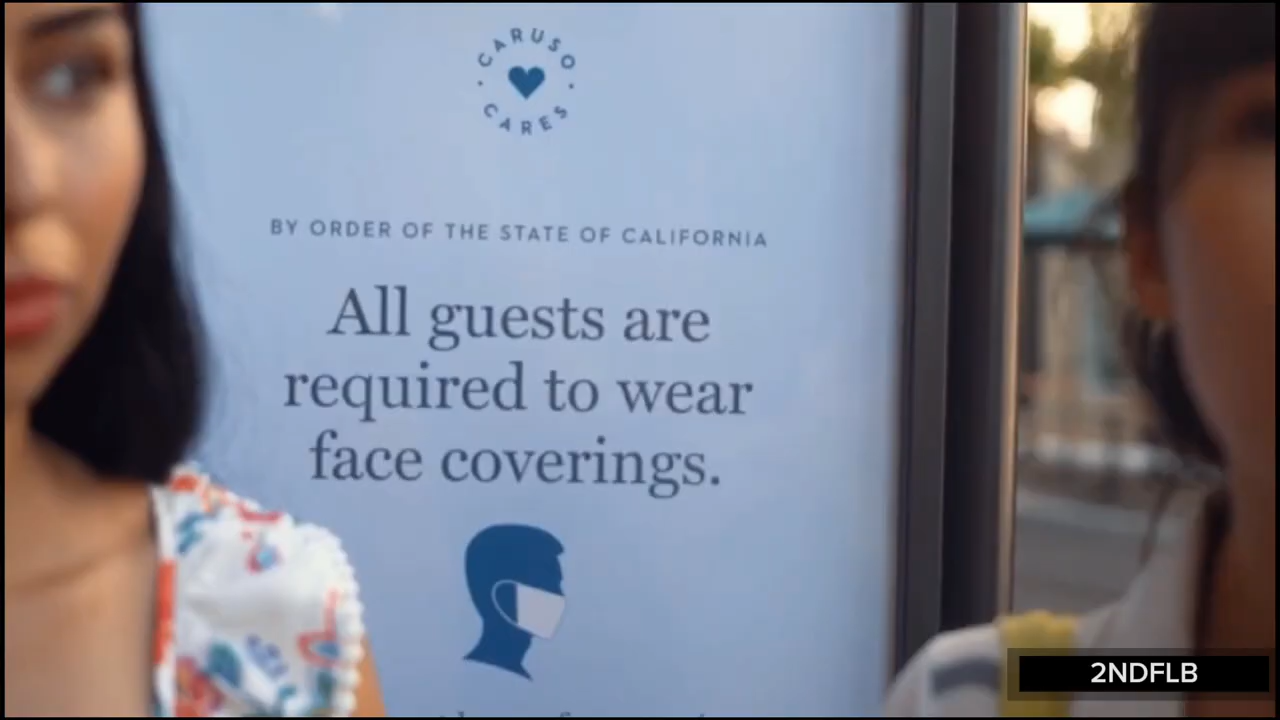 CARUSO
CARES
BY ORDER OF THE STATE OF CALIFORNIA
All guests are
required to wear
face coverings.
2NDFLB